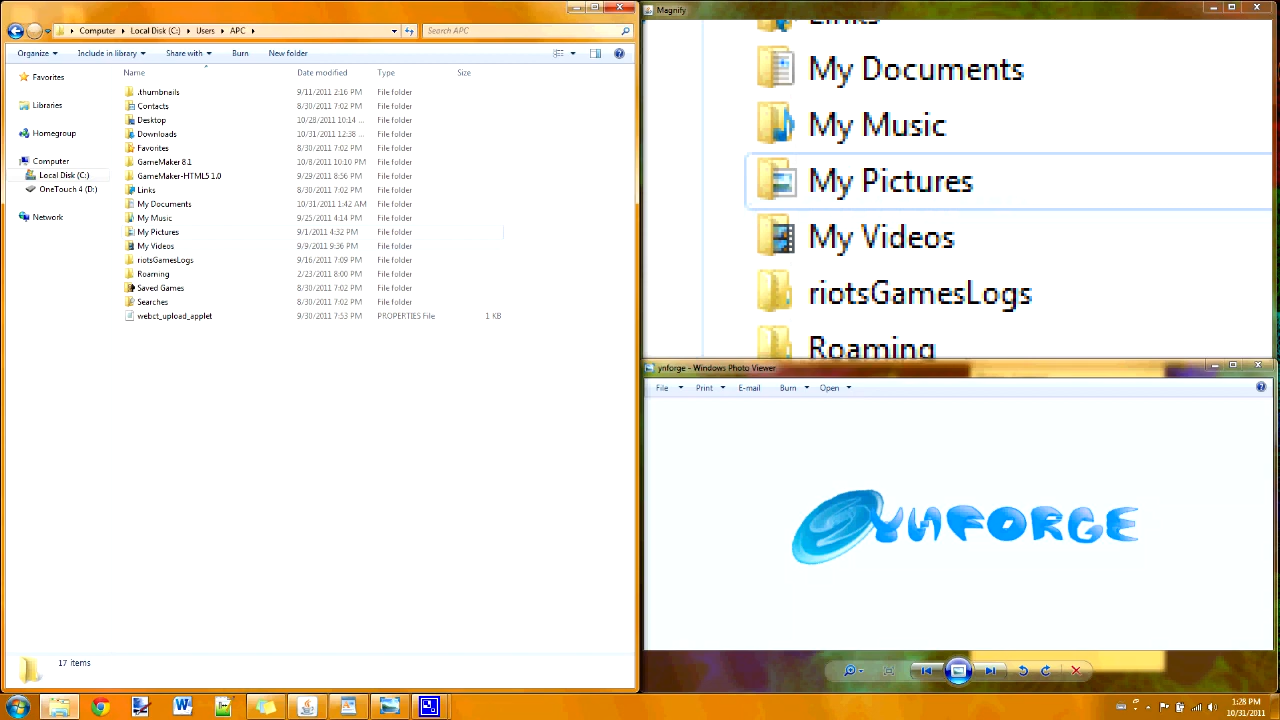 Computer Local Disk (C:) Users APC
Search APC
Organize Include in library Share with Burn New folder
Name Date modified Type Size
Favorites
Libraries
Homegroup
Computer
Local Disk (C:)
OneTouch 4 (D:)
Network
.thumbnails 9/11/2011 2:16 PM File folder
Contacts 8/30/2011 7:02 PM File folder
Desktop 10/28/2011 10:14 ... File folder
Downloads 10/31/2011 12:38 ... File folder
Favorites 8/30/2011 7:02 PM File folder
GameMaker 8.1 10/8/2011 10:10 PM File folder
GameMaker-HTML5 1.0 9/29/2011 8:56 PM File folder
Links 8/30/2011 7:02 PM File folder
My Documents 10/31/2011 1:42 AM File folder
My Music 9/25/2011 4:14 PM File folder
My Pictures 9/1/2011 4:32 PM File folder
My Videos 9/9/2011 9:36 PM File folder
riotsGamesLogs 9/16/2011 7:09 PM File folder
Roaming 2/23/2011 8:00 PM File folder
Saved Games 8/30/2011 7:02 PM File folder
Searches 8/30/2011 7:02 PM File folder
webct_upload_applet 9/30/2011 7:53 PM PROPERTIES File 1 KB
17 items
Magnify
Links
My Documents
My Music
My Pictures
My Videos
riotsGamesLogs
Roaming
ynforge - Windows Photo Viewer
File Print E-mail Burn Open
YNFORGE
1:28 PM
10/31/2011